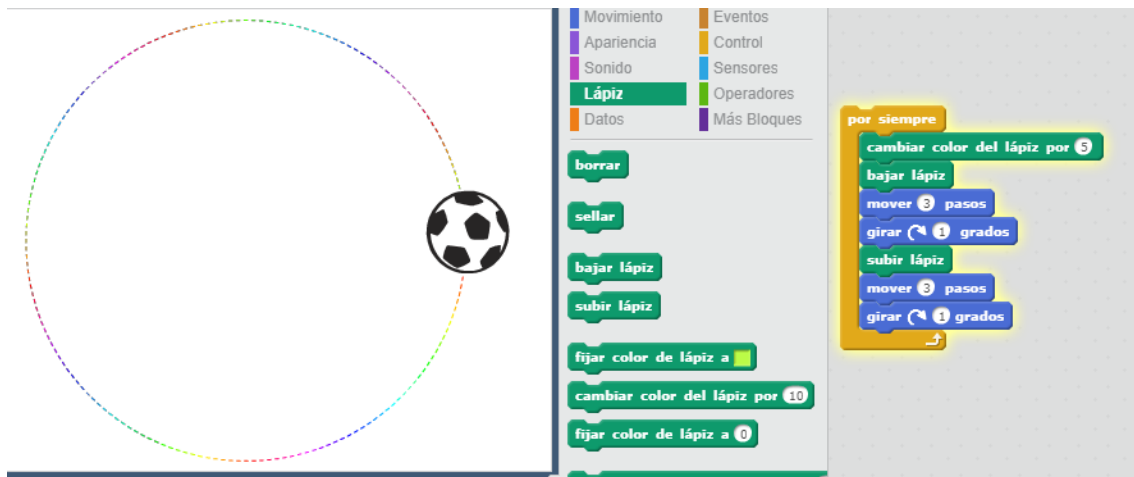 Movimiento
Eventos
Apariencia
Control
Sonido
Sensores
Lápiz
Operadores
Datos
Más Bloques
borrar
sellar
bajar lápiz
subir lápiz
fijar color de lápiz a
cambiar color del lápiz por 10
fijar color de lápiz a 0
por siempre
cambiar color del lápiz por 5
bajar lápiz
mover 3 pasos
girar 1 grados
subir lápiz
mover 3 pasos
girar 1 grados